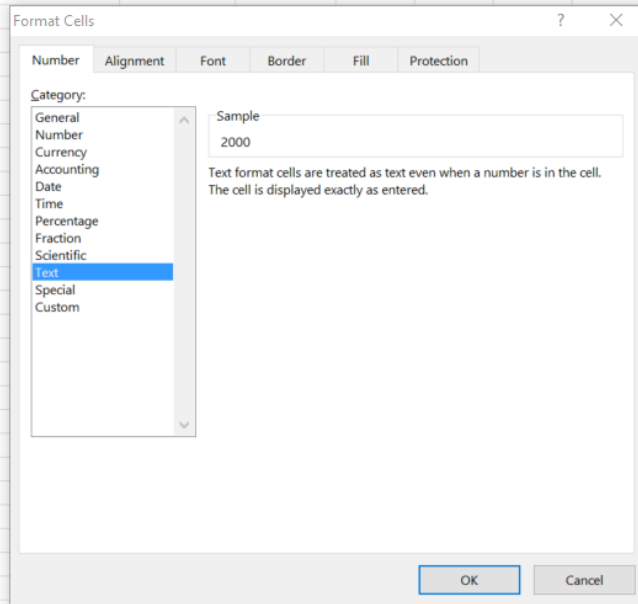 Format Cells ?
Number Alignment Font Border Fill Protection
Category:
General
Number
Currency
Accounting
Date
Time
Percentage
Fraction
Scientific
Text
Special
Custom
Sample
2000
Text format cells are treated as text even when a number is in the cell.
The cell is displayed exactly as entered.
OK Cancel